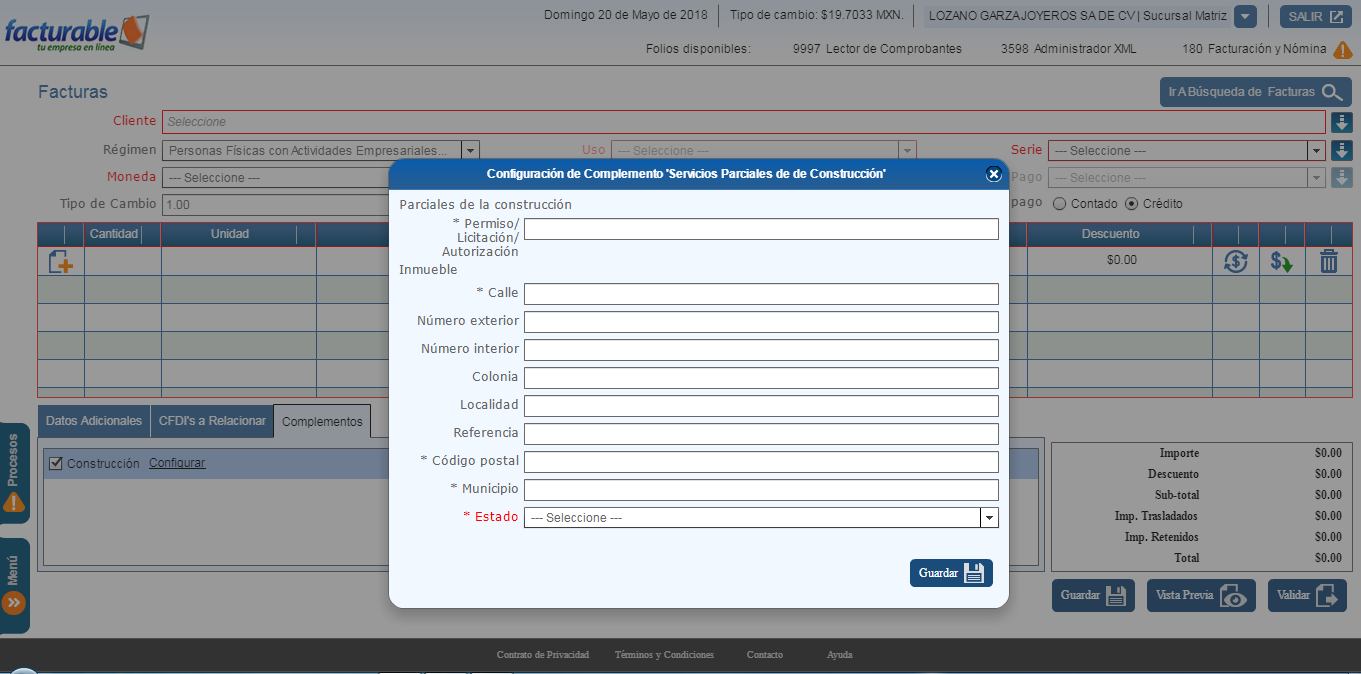 facturable
tu empresa en línea
Domingo 20 de Mayo de 2018 Tipo de cambio: $19.7033 MXN. LOZANO GARZAJOYEROS SA DE CV | Sucursal Matriz SALIR
Folios disponibles: 9997 Lector de Comprobantes 3598 Administrador XML 180 Facturación y Nómina
Facturas Ir A Búsqueda de Facturas
Cliente Seleccione
Régimen Personas Físicas con Actividades Empresariales... Uso --- Seleccione --- Serie --- Seleccione ---
Moneda --- Seleccione --- Pago --- Seleccione ---
Tipo de Cambio 1.00 pago Contado Crédito
Cantidad Unidad Descuento
$0.00
Configuración de Complemento 'Servicios Parciales de de Construcción'
Parciales de la construcción
* Permiso/
Licitación/
Autorización
Inmueble
* Calle
Número exterior
Número interior
Colonia
Localidad
Referencia
* Código postal
* Municipio
* Estado --- Seleccione ---
Guardar
Datos Adicionales CFDI's a Relacionar Complementos
Construcción Configurar
Procesos
Menú
Importe $0.00
Descuento $0.00
Sub-total $0.00
Imp. Trasladados $0.00
Imp. Retenidos $0.00
Total $0.00
Guardar Vista Previa Validar
Contrato de Privacidad Términos y Condiciones Contacto Ayuda